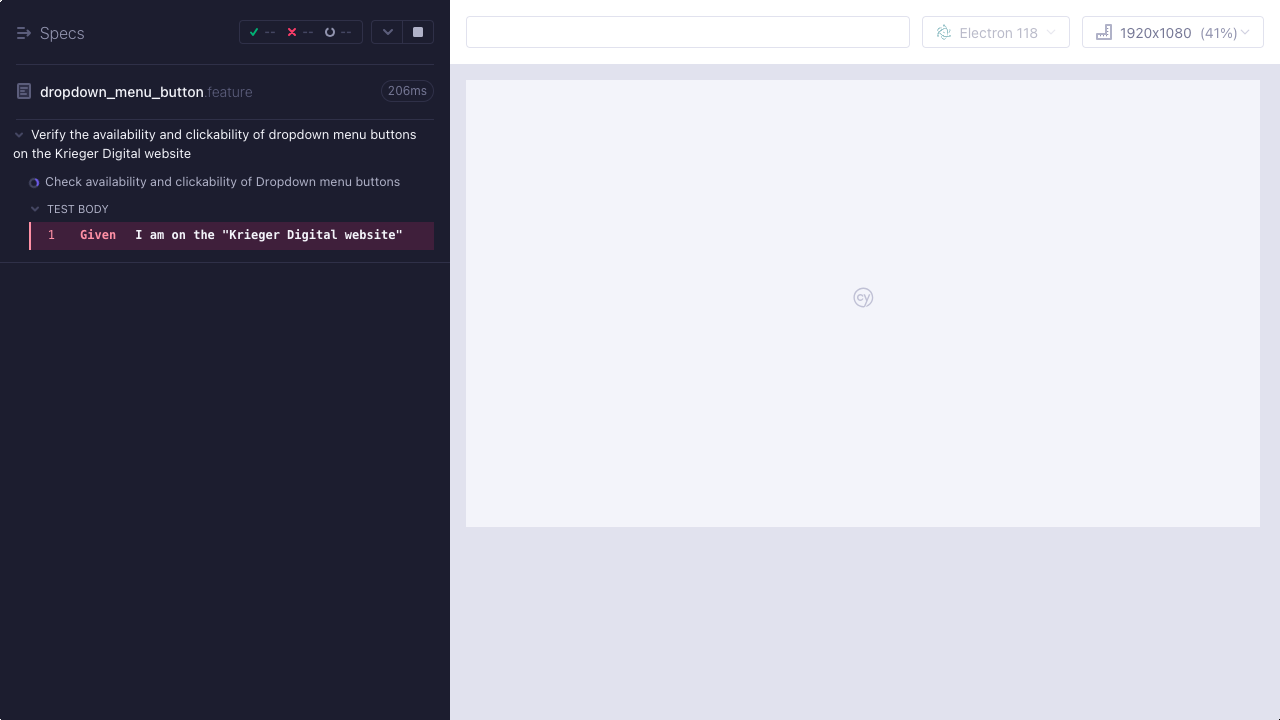 Specs
--
--
--
dropdown_menu_button.feature
206ms
Verify the availability and clickability of dropdown menu buttons
on the Krieger Digital website
Check availability and clickability of Dropdown menu buttons
TEST BODY
1 Given I am on the "Krieger Digital website"
Electron 118
1920x1080 (41%)
cy